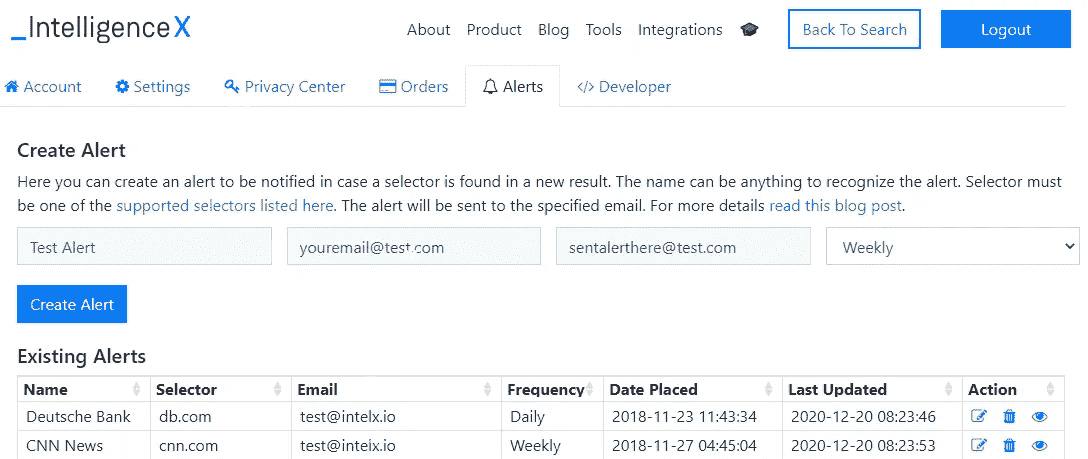 _IntelligenceX About Product Blog Tools Integrations Back To Search Logout
Account Settings Privacy Center Orders Alerts </> Developer
Create Alert
Here you can create an alert to be notified in case a selector is found in a new result. The name can be anything to recognize the alert. Selector must
be one of the supported selectors listed here. The alert will be sent to the specified email. For more details read this blog post.
Test Alert youremail@test.com sentalerthere@test.com Weekly
Create Alert
Existing Alerts
Name Selector Email Frequency Date Placed Last Updated Action
Deutsche Bank db.com test@intelx.io Daily 2018-11-23 11:43:34 2020-12-20 08:23:46
CNN News cnn.com test@intelx.io Weekly 2018-11-27 04:45:04 2020-12-20 08:23:53